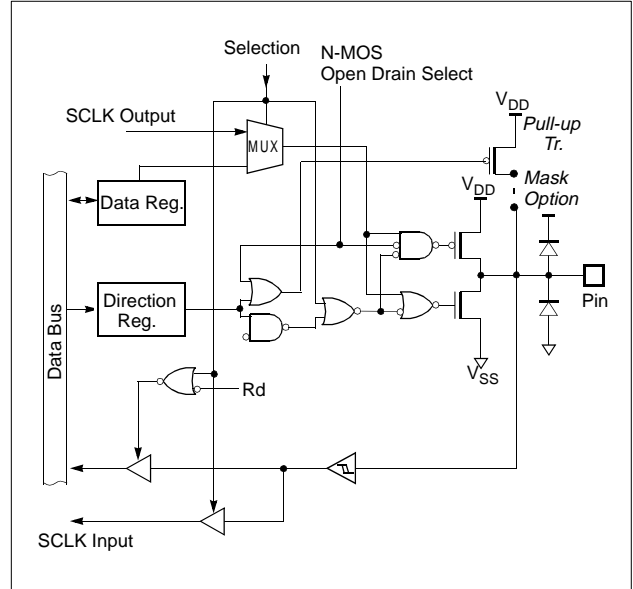 Selection
N-MOS
Open Drain Select
SCLK Output
MUX
VDD
Pull-up
Tr.
Mask
Option
VDD
Data Reg.
Direction
Reg.
Data Bus
Pin
VSS
Rd
SCLK Input